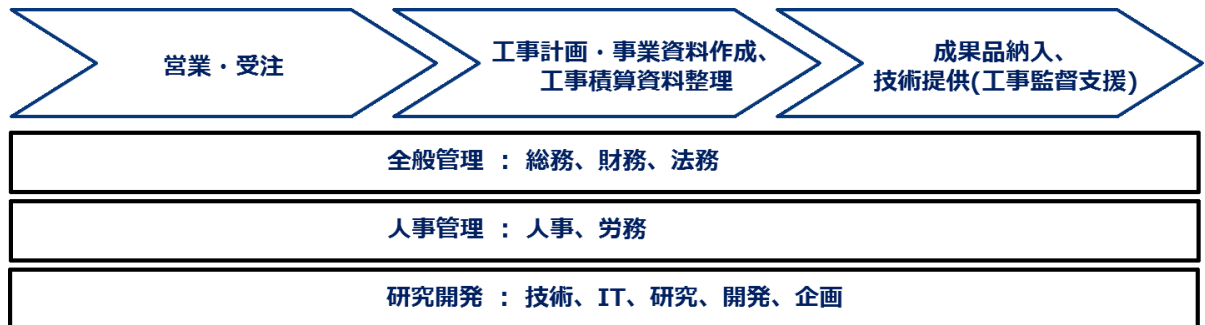 営業・受注
工事計画・事業資料作成、
工事積算資料整理
成果品納入、
技術提供(工事監督支援)
全般管理 ： 総務、財務、法務
人事管理 ： 人事、労務
研究開発 ： 技術、IT、研究、開発、企画